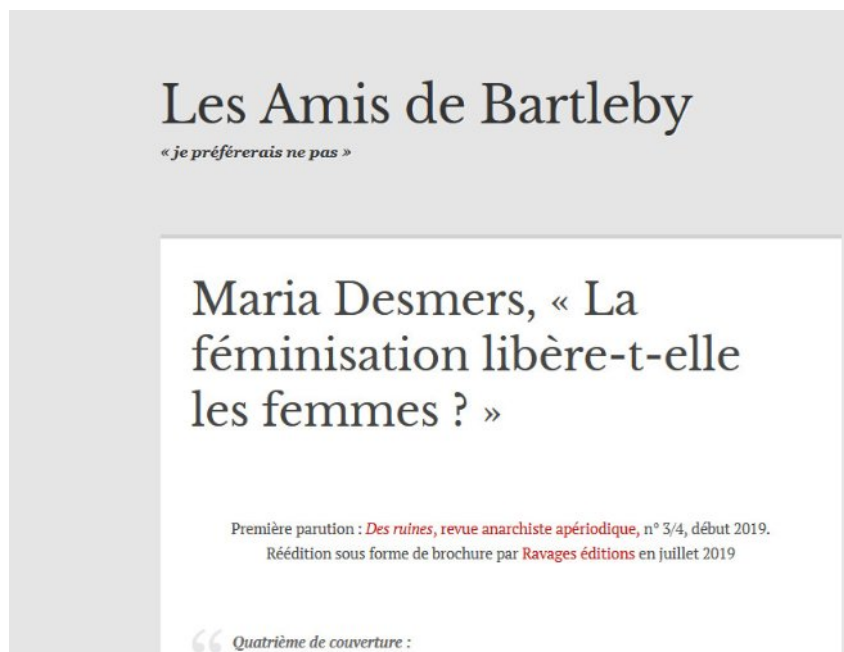 Les Amis de Bartleby
« je préférerais ne pas »
Maria Desmers, « La
féminisation libère-t-elle
les femmes ? »
Première parution : Des ruines, revue anarchiste apériodique, n° 3/4, début 2019.
Réédition sous forme de brochure par Ravages éditions en juillet 2019
“ Quatrième de couverture :